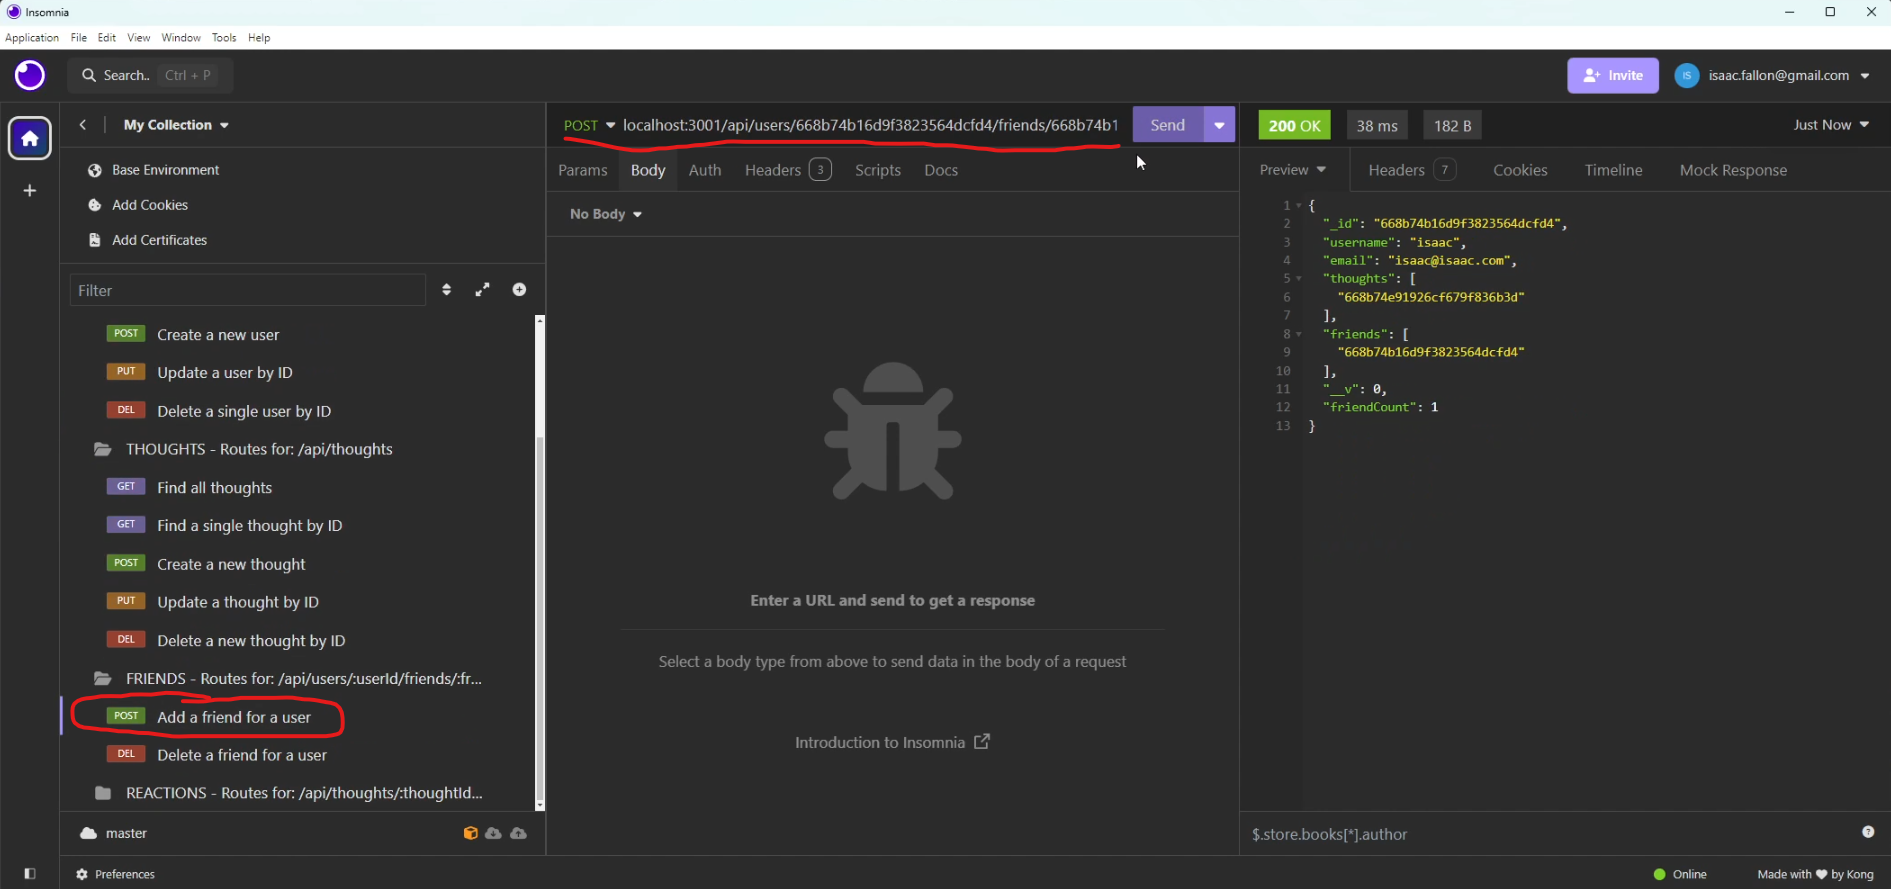 Insomnia
Application File Edit View Window Tools Help
Search.. Ctrl + P
Invite
IS
isaac.fallon@gmail.com
My Collection
POST localhost:3001/api/users/668b74b16d9f3823564dcfd4/friends/668b74b1
Send
200 OK
38 ms
182 B
Just Now
Base Environment
Add Cookies
Add Certificates
Params Body Auth Headers 3 Scripts Docs
Preview Headers 7 Cookies Timeline Mock Response
No Body
Filter
POST Create a new user
PUT Update a user by ID
DEL Delete a single user by ID
THOUGHTS - Routes for: /api/thoughts
GET Find all thoughts
GET Find a single thought by ID
POST Create a new thought
PUT Update a thought by ID
DEL Delete a new thought by ID
FRIENDS - Routes for: /api/users/:userId/friends/:fr...
POST Add a friend for a user
DEL Delete a friend for a user
REACTIONS - Routes for: /api/thoughts/:thoughtId...
Enter a URL and send to get a response
Select a body type from above to send data in the body of a request
Introduction to Insomnia
1 {
2 "_id": "668b74b16d9f3823564dcfd4",
3 "username": "isaac",
4 "email": "isaac@isaac.com",
5 "thoughts": [
6 "668b74e91926cf679f836b3d"
7 ],
8 "friends": [
9 "668b74b16d9f3823564dcfd4"
10 ],
11 "__v": 0,
12 "friendCount": 1
13 }
master
$.store.books[*].author
Preferences
Online
Made with ♥ by Kong